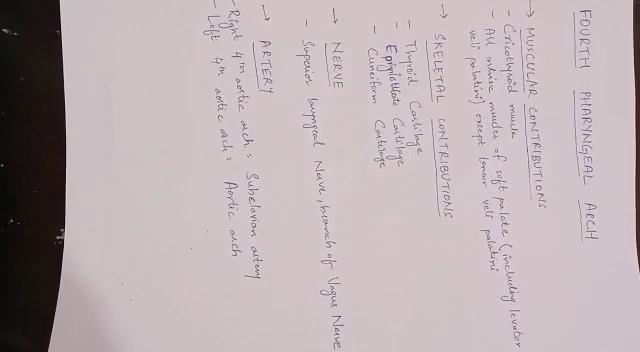 FOURTH PHARYNGEAL ARCH
→ MUSCULAR CONTRIBUTIONS
- Cricothyroid muscle
- All intrinsic muscles of soft palate (including levator
veli palatini) except tensor veli palatini
→ SKELETAL CONTRIBUTIONS
- Thyroid Cartilage
- Epiglottic Cartilage
- Cuneiform Cartilage
→ NERVE
- Superior laryngeal Nerve, branch of Vagus Nerve
→ ARTERY
- Right 4th aortic arch: Subclavian artery
- Left 4th aortic arch: Aortic arch